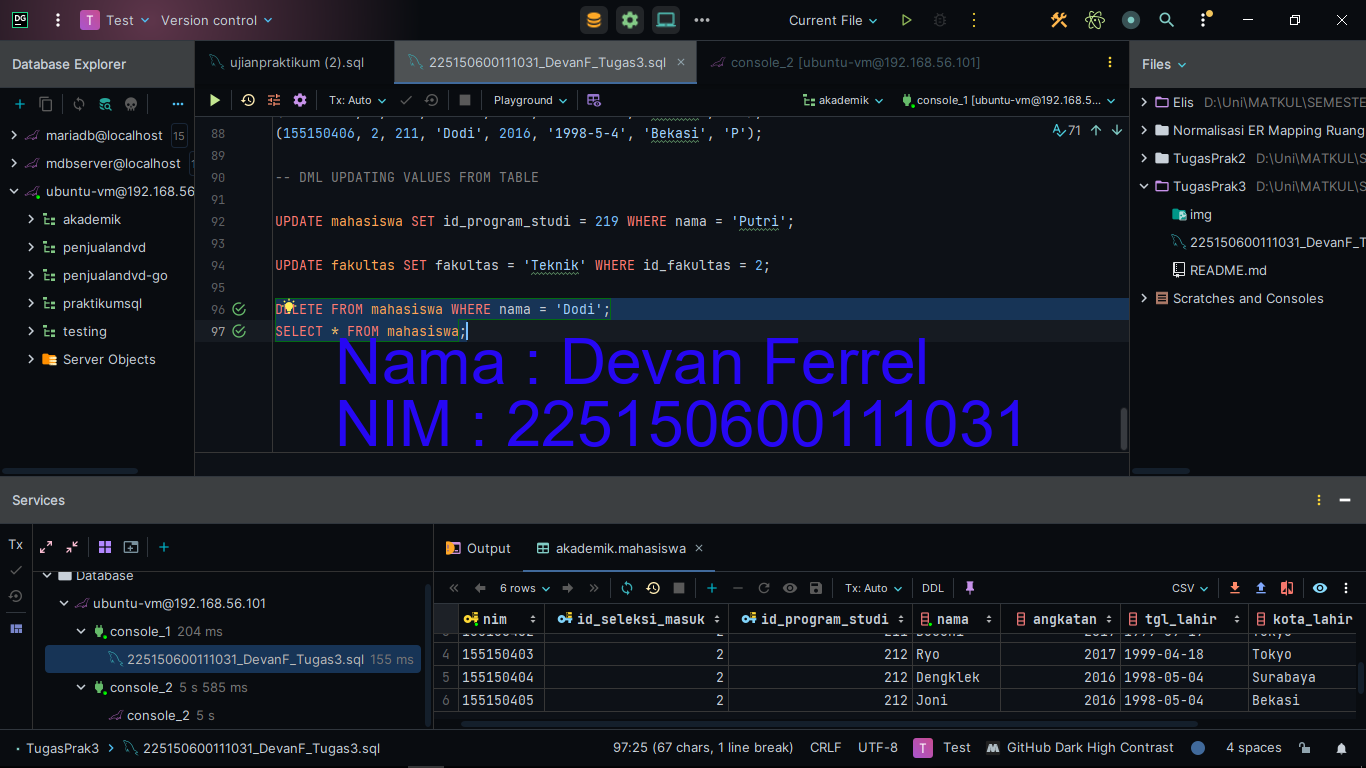 DG
T Test Version control Current File
Database Explorer
ujianpraktikum (2).sql 225150600111031_DevanF_Tugas3.sql console_2 [ubuntu-vm@192.168.56.101]
Files
Tx: Auto Playground akademik console_1 [ubuntu-vm@192.168.5...
mariadb@localhost 15
mdbserver@localhost
ubuntu-vm@192.168.56
akademik
penjualandvd
penjualandvd-go
praktikumsql
testing
Server Objects
88 (155150406, 2, 211, 'Dodi', 2016, '1998-5-4', 'Bekasi', 'P');
71
89
90 -- DML UPDATING VALUES FROM TABLE
91
92 UPDATE mahasiswa SET id_program_studi = 219 WHERE nama = 'Putri';
93
94 UPDATE fakultas SET fakultas = 'Teknik' WHERE id_fakultas = 2;
95
96 DELETE FROM mahasiswa WHERE nama = 'Dodi';
97 SELECT * FROM mahasiswa;
Nama : Devan Ferrel
NIM : 225150600111031
Elis D:\Uni\MATKUL\SEMESTE
Normalisasi ER Mapping Ruang
TugasPrak2 D:\Uni\MATKUL\S
TugasPrak3 D:\Uni\MATKUL\S
img
225150600111031_DevanF_T
README.md
Scratches and Consoles
Services
Tx
Database
ubuntu-vm@192.168.56.101
console_1 204 ms
225150600111031_DevanF_Tugas3.sql 155 ms
console_2 5 s 585 ms
console_2 5 s
Output akademik.mahasiswa
6 rows Tx: Auto DDL CSV
nim id_seleksi_masuk id_program_studi nama angkatan tgl_lahir kota_lahir
4 155150403 2 212 Ryo 2017 1999-04-18 Tokyo
5 155150404 2 212 Dengklek 2016 1998-05-04 Surabaya
6 155150405 2 212 Joni 2016 1998-05-04 Bekasi
TugasPrak3 225150600111031_DevanF_Tugas3.sql 97:25 (67 chars, 1 line break) CRLF UTF-8 T Test GitHub Dark High Contrast 4 spaces